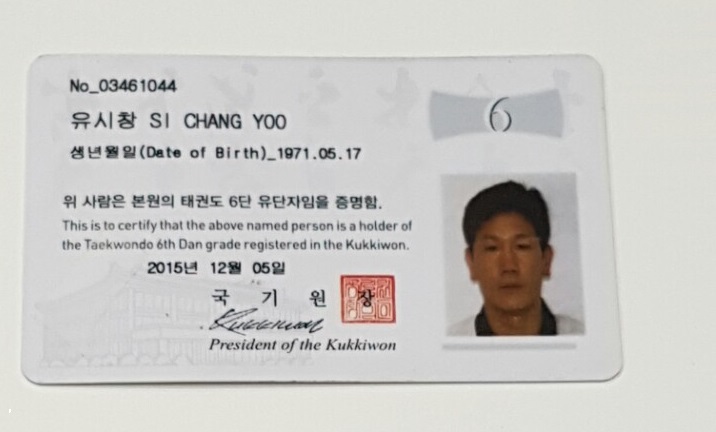 No_03461044
6
유시창 SI CHANG YOO
생년월일(Date of Birth)_1971.05.17
위 사람은 본원의 태권도 6단 유단자임을 증명함.
This is to certify that the above named person is a holder of
the Taekwondo 6th Dan grade registered in the Kukkiwon.
2015년 12월 05일
국 기 원 장
Kukkiwon
President of the Kukkiwon